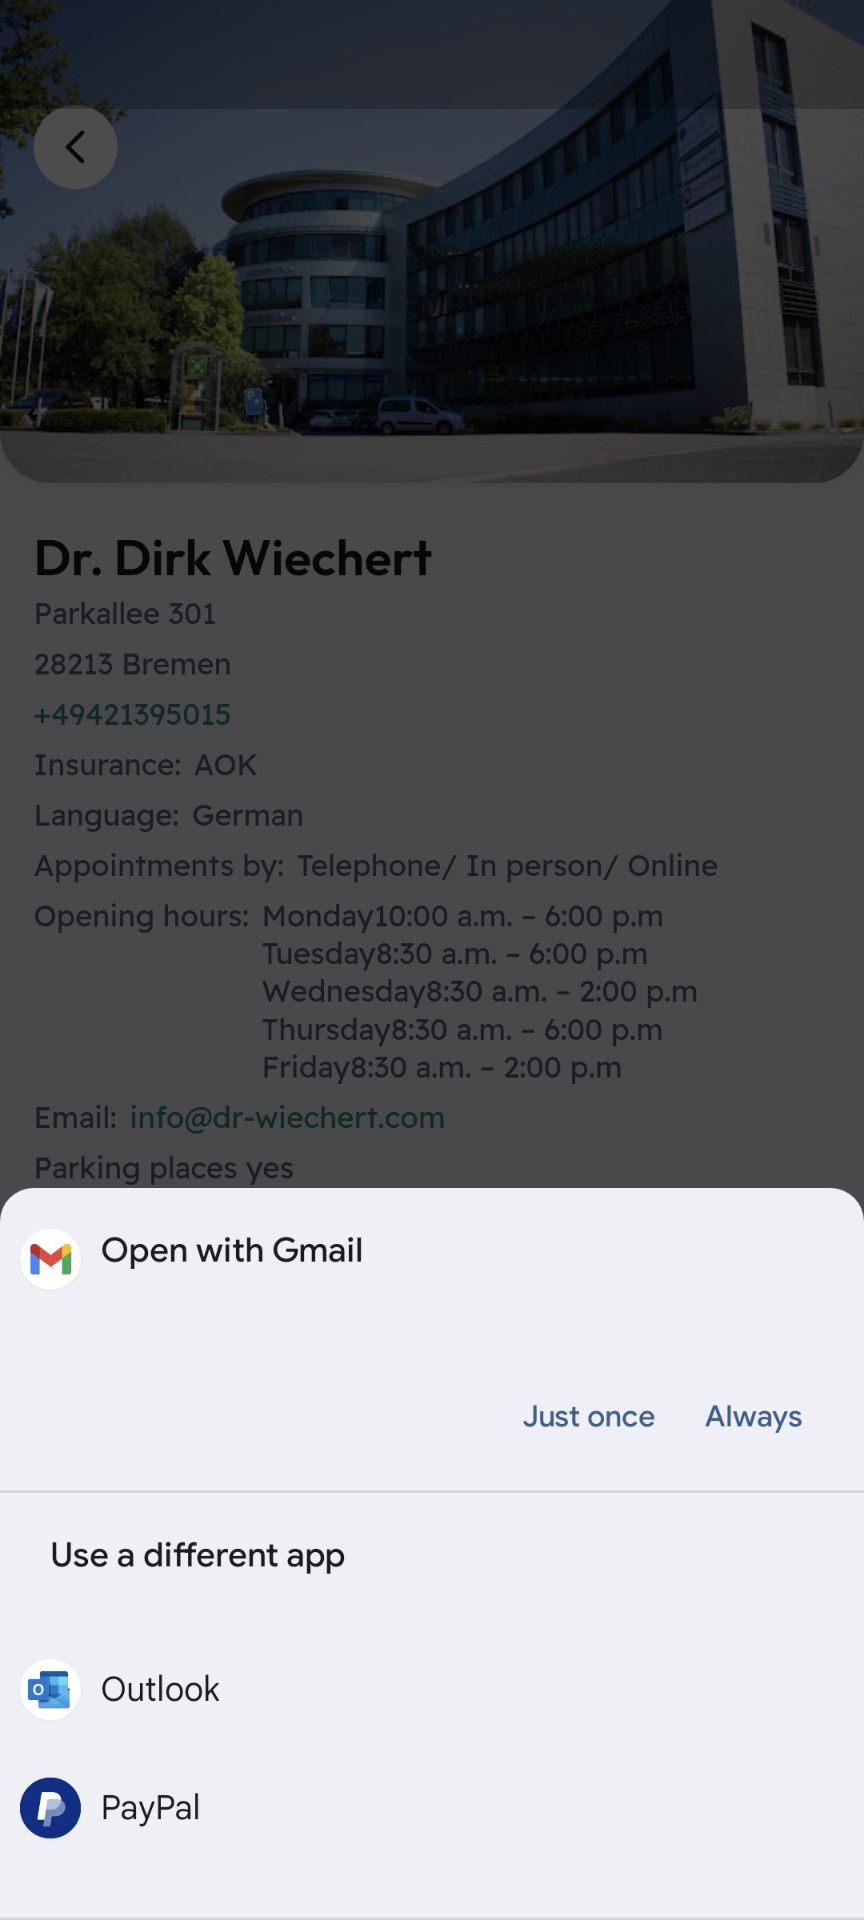 Dr. Dirk Wiechert
Parkallee 301
28213 Bremen
+49421395015
Insurance: AOK
Language: German
Appointments by: Telephone/ In person/ Online
Opening hours: Monday10:00 a.m. – 6:00 p.m
Tuesday8:30 a.m. – 6:00 p.m
Wednesday8:30 a.m. – 2:00 p.m
Thursday8:30 a.m. – 6:00 p.m
Friday8:30 a.m. – 2:00 p.m
Email: info@dr-wiechert.com
Parking places yes
Open with Gmail
Just once Always
Use a different app
Outlook
PayPal